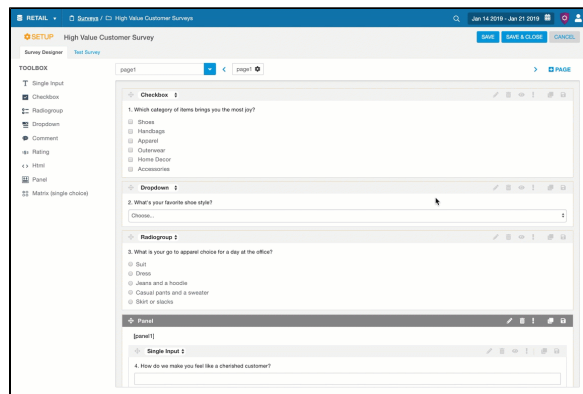 RETAIL
Surveys / High Value Customer Surveys
Jan 14 2019 - Jan 21 2019
SETUP High Value Customer Survey
SAVE SAVE & CLOSE CANCEL
Survey Designer Test Survey
TOOLBOX
page1 page1 PAGE
Single Input
Checkbox
Radiogroup
Dropdown
Comment
Rating
Html
Panel
Matrix (single choice)
Checkbox
1. Which category of items brings you the most joy?
Shoes
Handbags
Apparel
Outerwear
Home Decor
Accessories
Dropdown
2. What's your favorite shoe style?
Choose...
Radiogroup
3. What is your go to apparel choice for a day at the office?
Suit
Dress
Jeans and a hoodie
Casual pants and a sweater
Skirt or slacks
Panel
[panel1]
Single Input
4. How do we make you feel like a cherished customer?